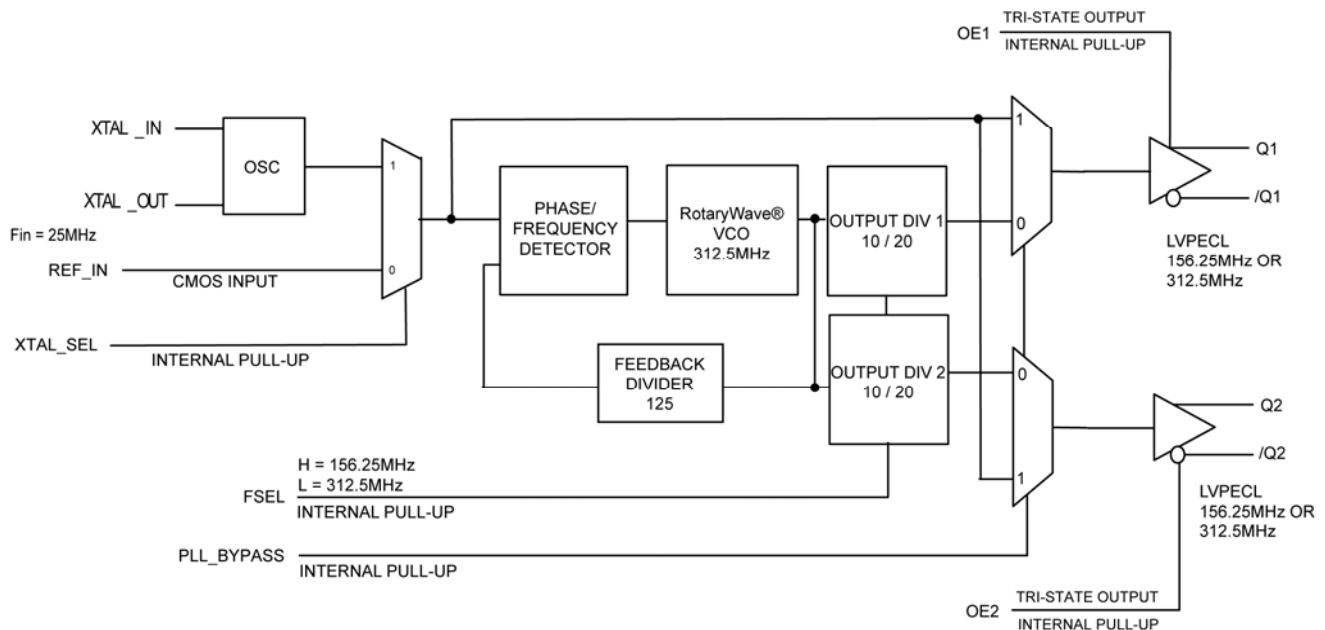 TRI-STATE OUTPUT
OE1
INTERNAL PULL-UP
XTAL _IN
OSC
XTAL _OUT
Fin = 25MHz
REF_IN
CMOS INPUT
XTAL_SEL
INTERNAL PULL-UP
1
0
PHASE/
FREQUENCY
DETECTOR
RotaryWave®
VCO
312.5MHz
OUTPUT DIV 1
10 / 20
FEEDBACK
DIVIDER
125
OUTPUT DIV 2
10 / 20
1
0
Q1
/Q1
LVPECL
156.25MHz OR
312.5MHz
0
1
Q2
/Q2
LVPECL
156.25MHz OR
312.5MHz
H = 156.25MHz
L = 312.5MHz
FSEL
INTERNAL PULL-UP
PLL_BYPASS
INTERNAL PULL-UP
TRI-STATE OUTPUT
OE2
INTERNAL PULL-UP